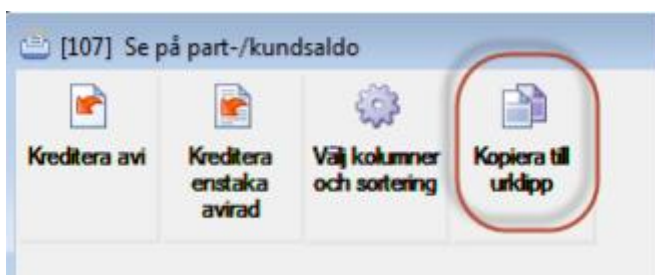 [107] Se på part-/kundsaldo
Kreditera avi
Kreditera
enstaka
avirad
Välj kolumner
och sortering
Kopiera till
urklipp